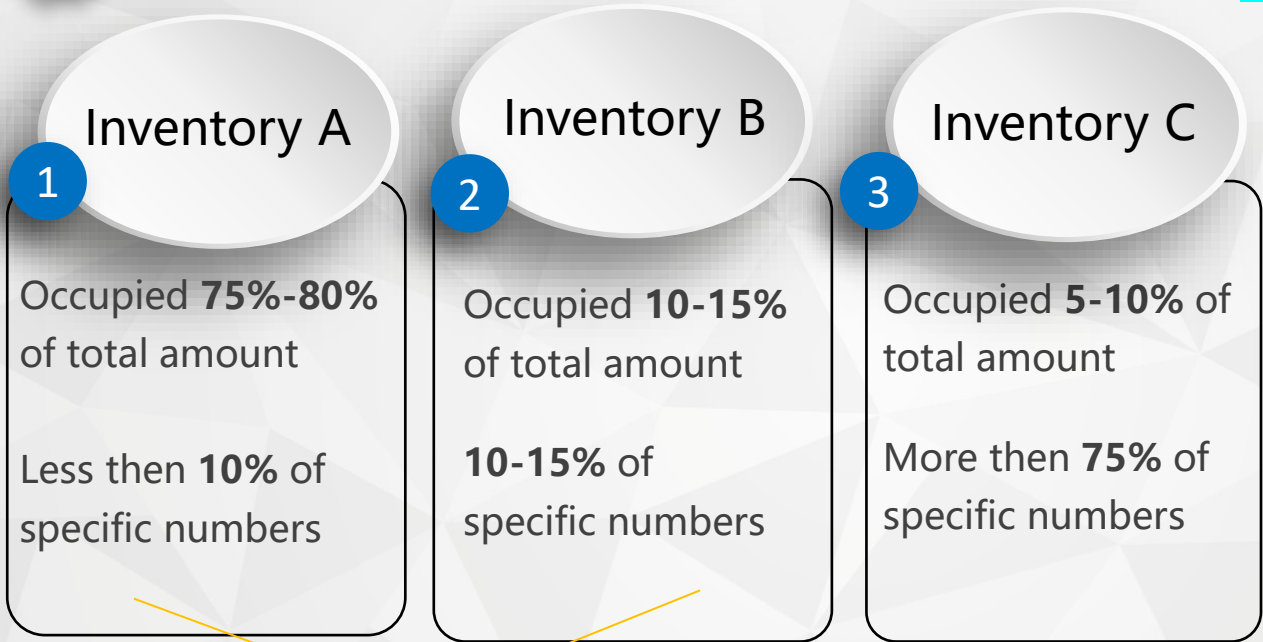 Inventory A
1
Occupied 75%-80%
of total amount
Less then 10% of
specific numbers
Inventory B
2
Occupied 10-15%
of total amount
10-15% of
specific numbers
Inventory C
3
Occupied 5-10% of
total amount
More then 75% of
specific numbers